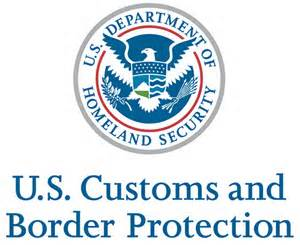 U.S. DEPARTMENT OF
HOMELAND SECURITY
U.S. Customs and
Border Protection